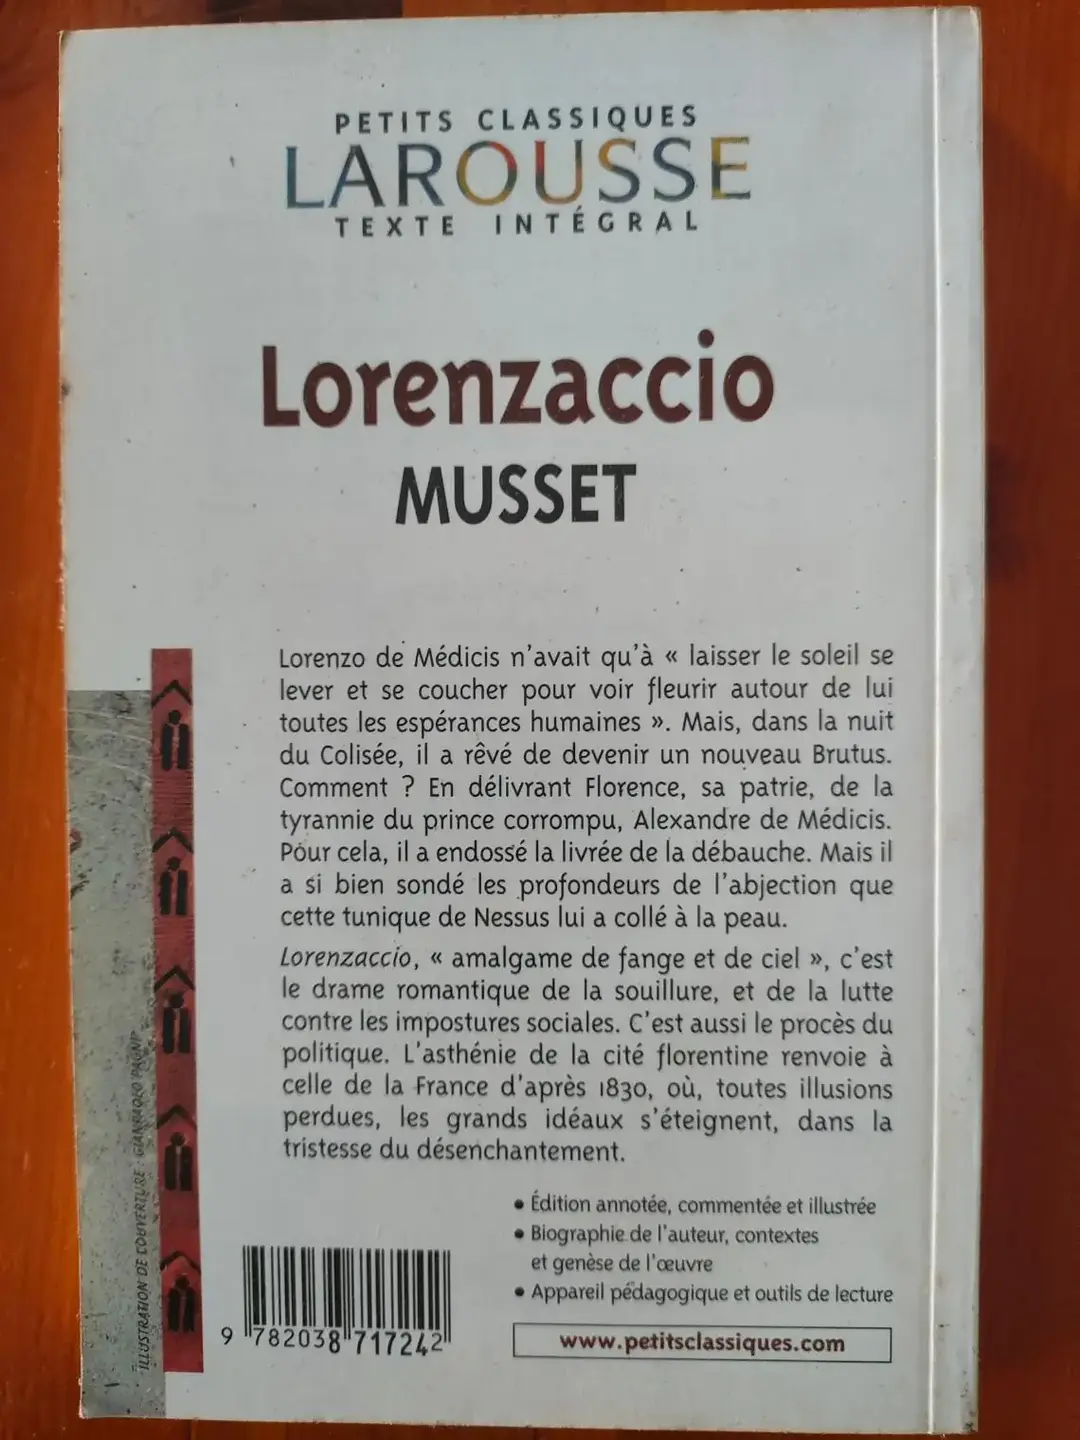 PETITS CLASSIQUES
LAROUSSE
TEXTE INTÉGRAL
Lorenzaccio
MUSSET
Lorenzo de Médicis n'avait qu'à « laisser le soleil se
lever et se coucher pour voir fleurir autour de lui
toutes les espérances humaines ». Mais, dans la nuit
du Colisée, il a rêvé de devenir un nouveau Brutus.
Comment ? En délivrant Florence, sa patrie, de la
tyrannie du prince corrompu, Alexandre de Médicis.
Pour cela, il a endossé la livrée de la débauche. Mais il
a si bien sondé les profondeurs de l'abjection que
cette tunique de Nessus lui a collé à la peau.
Lorenzaccio, « amalgame de fange et de ciel », c'est
le drame romantique de la souillure, et de la lutte
contre les impostures sociales. C'est aussi le procès du
politique. L'asthénie de la cité florentine renvoie à
celle de la France d'après 1830, où, toutes illusions
perdues, les grands idéaux s'éteignent, dans la
tristesse du désenchantement.
• Édition annotée, commentée et illustrée
• Biographie de l'auteur, contextes
et genèse de l'œuvre
• Appareil pédagogique et outils de lecture
www.petitsclassiques.com
9 782038 717242
ILLUSTRATION DE COUVERTURE : GIANPAOLO PAGNI